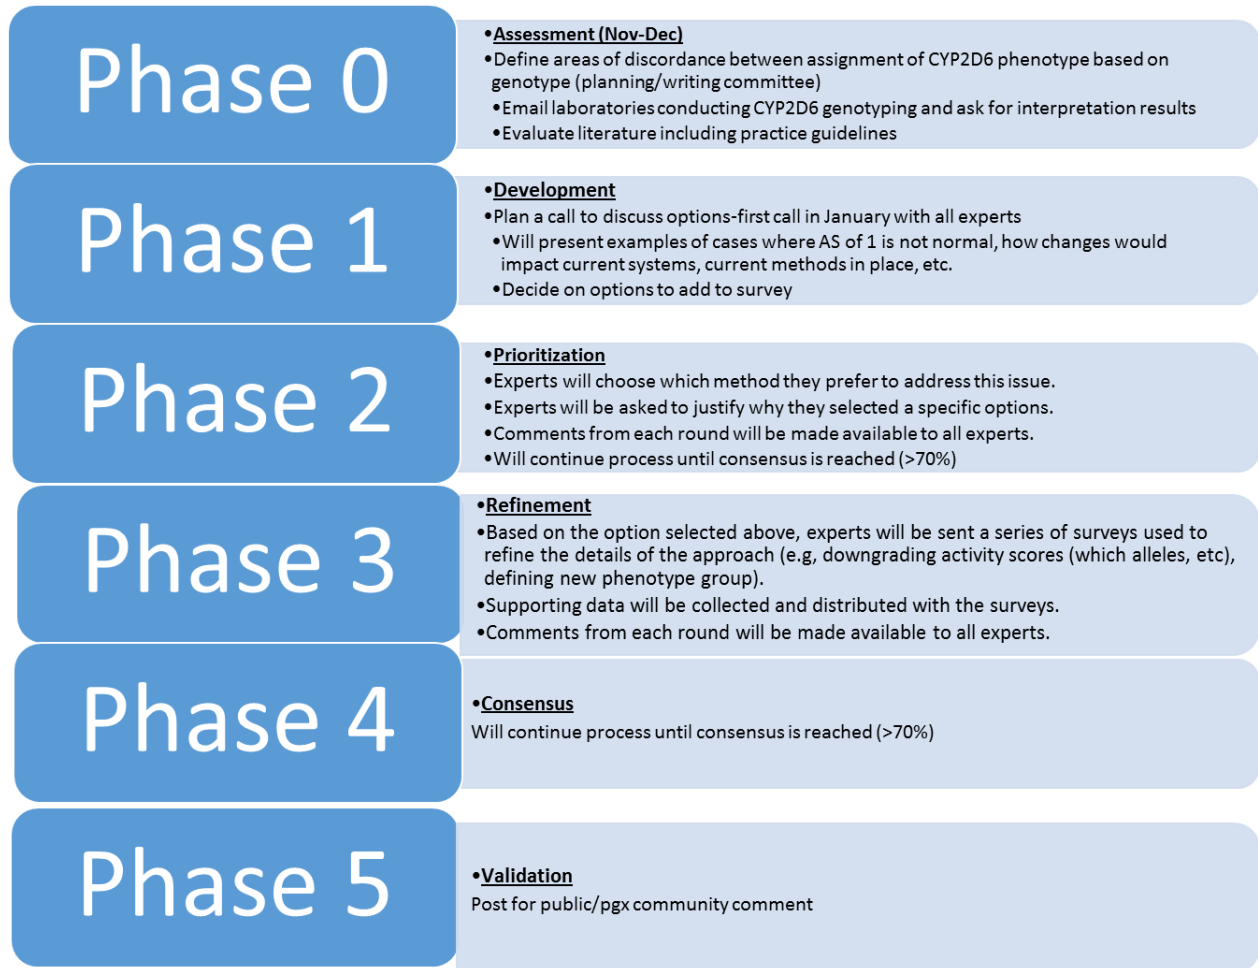 Phase 0
•Assessment (Nov-Dec)
•Define areas of discordance between assignment of CYP2D6 phenotype based on
genotype (planning/writing committee)
•Email laboratories conducting CYP2D6 genotyping and ask for interpretation results
•Evaluate literature including practice guidelines
Phase 1
•Development
•Plan a call to discuss options-first call in January with all experts
•Will present examples of cases where AS of 1 is not normal, how changes would
impact current systems, current methods in place, etc.
•Decide on options to add to survey
Phase 2
•Prioritization
•Experts will choose which method they prefer to address this issue.
•Experts will be asked to justify why they selected a specific options.
•Comments from each round will be made available to all experts.
•Will continue process until consensus is reached (>70%)
Phase 3
•Refinement
•Based on the option selected above, experts will be sent a series of surveys used to
refine the details of the approach (e.g, downgrading activity scores (which alleles, etc),
defining new phenotype group).
•Supporting data will be collected and distributed with the surveys.
•Comments from each round will be made available to all experts.
Phase 4
•Consensus
Will continue process until consensus is reached (>70%)
Phase 5
•Validation
Post for public/pgx community comment